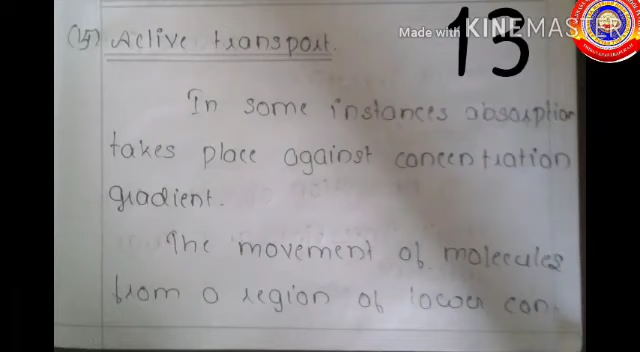 Made with KINEMASTER
13
Active transport.
In some instances absorption
takes place against concentration
gradient.
The movement of molecules
from a region of lower con-